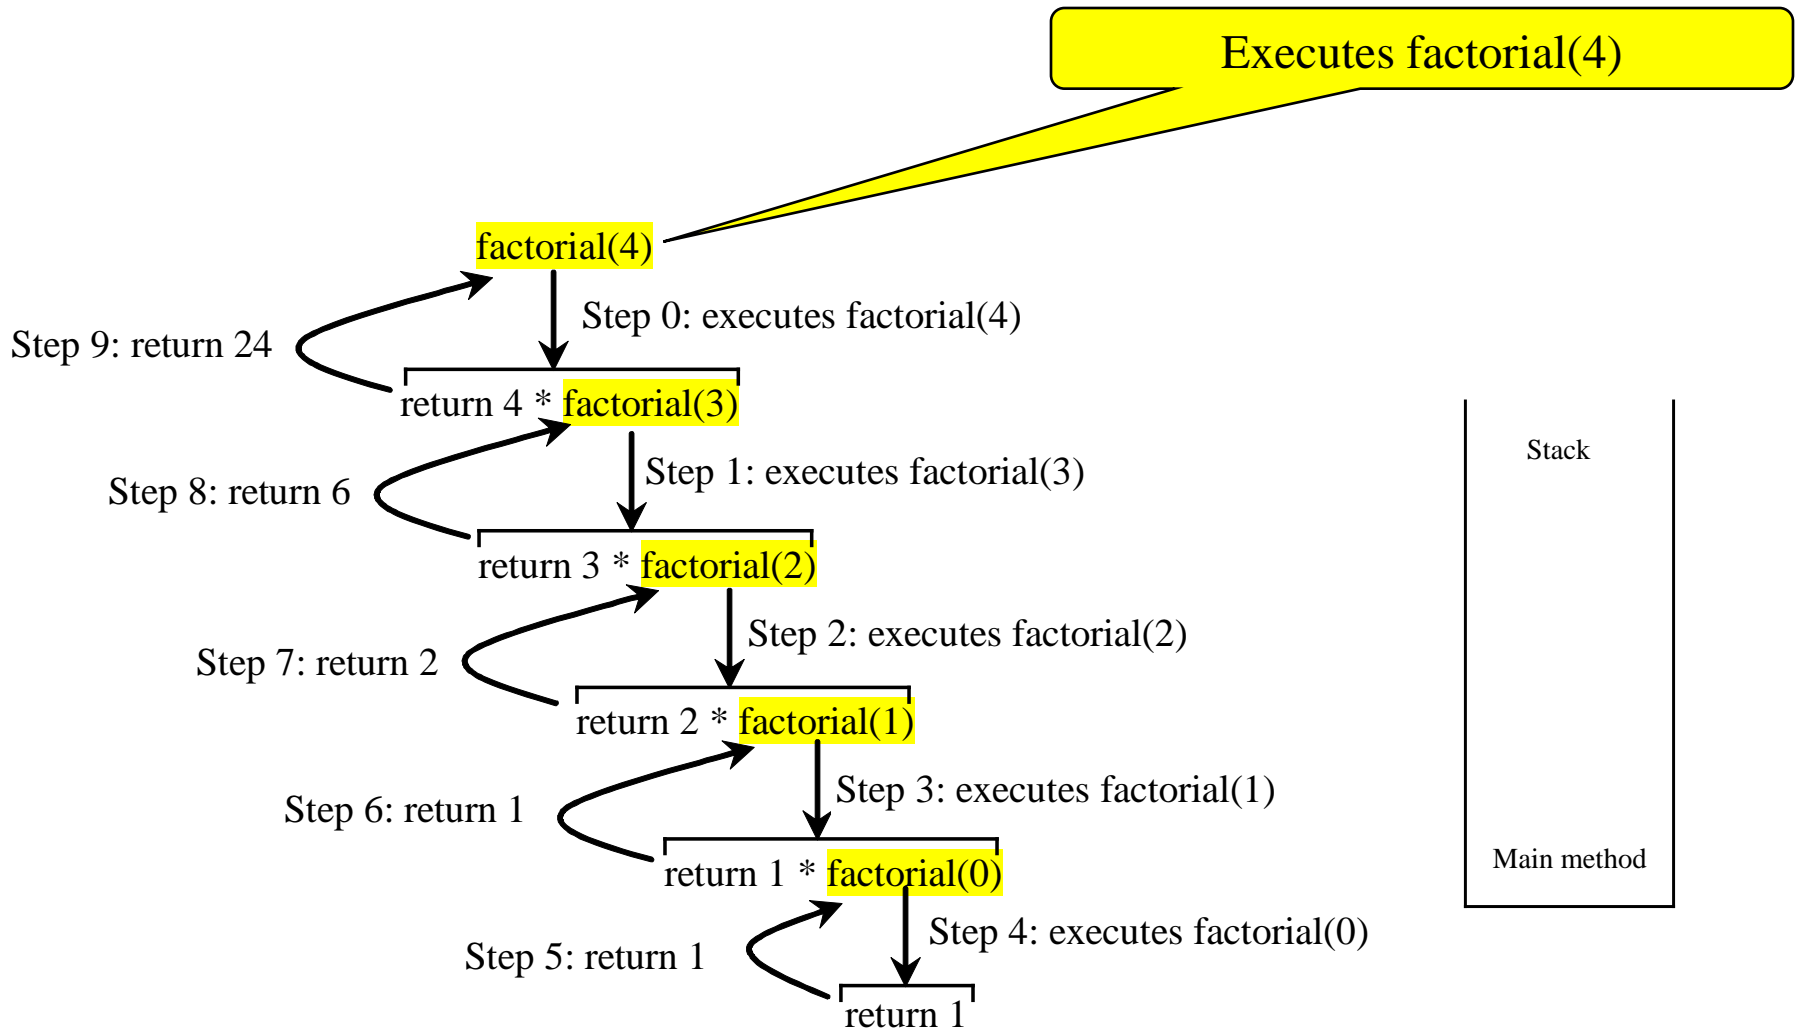 Executes factorial(4)
factorial(4)
Step 0: executes factorial(4)
Step 9: return 24
return 4 * factorial(3)
Stack
Step 1: executes factorial(3)
Step 8: return 6
return 3 * factorial(2)
Step 2: executes factorial(2)
Step 7: return 2
return 2 * factorial(1)
Step 3: executes factorial(1)
Step 6: return 1
Main method
return 1 * factorial(0)
Step 4: executes factorial(0)
Step 5: return 1
return 1